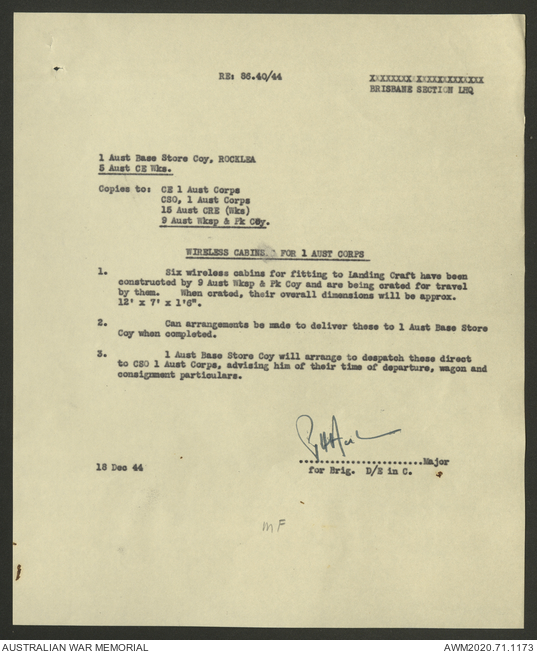 RE: 86.40/44
XXXXXXXX XXXXXXXXXXXXX
BRISBANE SECTION LHQ
1 Aust Base Store Coy, ROCKLEA
5 Aust CE Wks.
Copies to: CE 1 Aust Corps
CSO, 1 Aust Corps
15 Aust CRE (Wks)
9 Aust Wksp & Pk Coy.
WIRELESS CABINS FOR 1 AUST CORPS
1. Six wireless cabins for fitting to Landing Craft have been
constructed by 9 Aust Wksp & Pk Coy and are being crated for travel
by them. When crated, their overall dimensions will be approx.
12' x 7' x 1'6".
2. Can arrangements be made to deliver these to 1 Aust Base Store
Coy when completed.
3. 1 Aust Base Store Coy will arrange to despatch these direct
to CSO 1 Aust Corps, advising him of their time of departure, wagon and
consignment particulars.
.......................Major
18 Dec 44
for Brig. D/E in C.
MF
AUSTRALIAN WAR MEMORIAL
AWM2020.71.1173